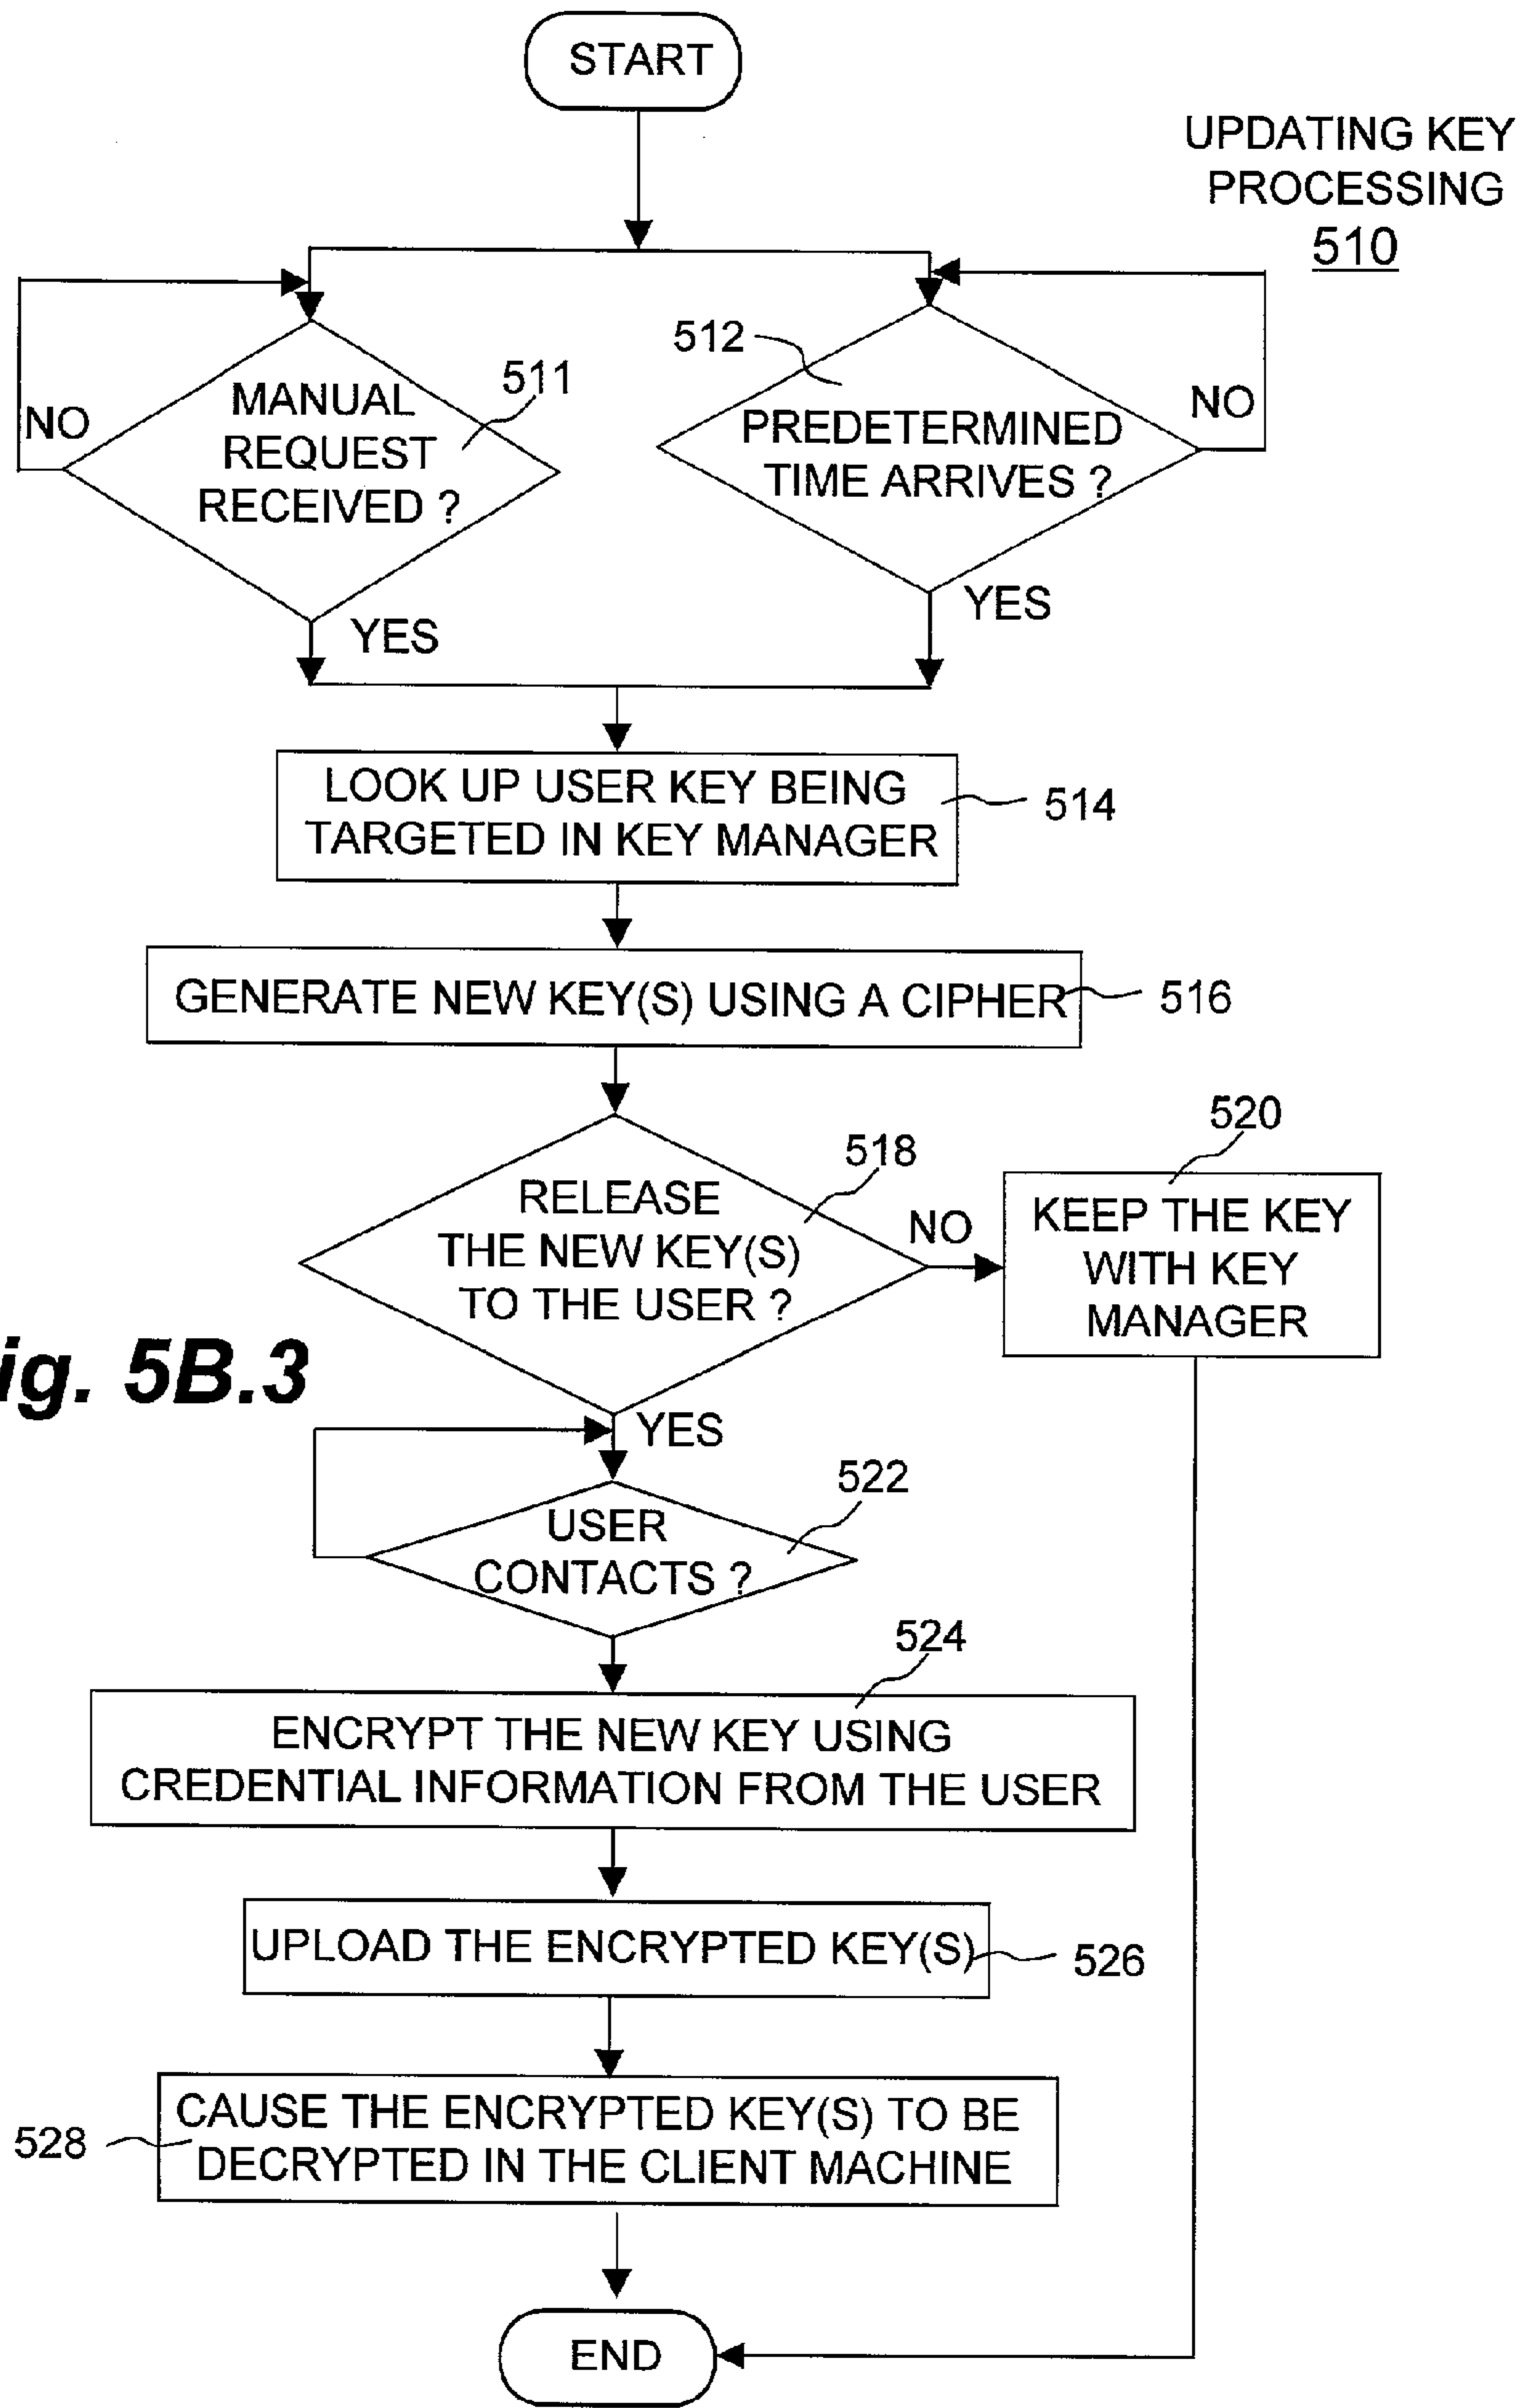 START
UPDATING KEY
PROCESSING
510
511
512
MANUAL
REQUEST
RECEIVED ?
NO
PREDETERMINED
TIME ARRIVES ?
NO
YES
YES
LOOK UP USER KEY BEING
TARGETED IN KEY MANAGER
514
GENERATE NEW KEY(S) USING A CIPHER
516
518
RELEASE
THE NEW KEY(S)
TO THE USER ?
NO
520
KEEP THE KEY
WITH KEY
MANAGER
ig. 5B.3
YES
522
USER
CONTACTS ?
524
ENCRYPT THE NEW KEY USING
CREDENTIAL INFORMATION FROM THE USER
UPLOAD THE ENCRYPTED KEY(S)
526
CAUSE THE ENCRYPTED KEY(S) TO BE
DECRYPTED IN THE CLIENT MACHINE
528
END